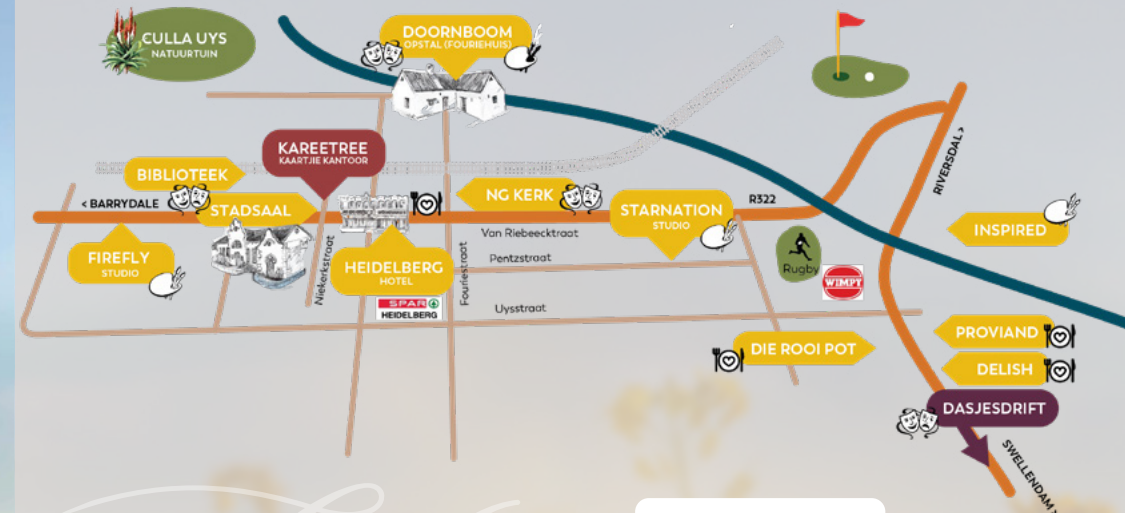 CULLA UYS
NATUURTUIN
DOORNBOOM
OPSTAL (FOURIEHUIS)
KAREETREE
KAARTJIE KANTOOR
BIBLIOTEEK
< BARRYDALE
STADSAAL
NG KERK
STARNATION
STUDIO
R322
RIVERSDAL >
INSPIRED
FIREFLY
STUDIO
Niekerkstraat
HEIDELBERG
HOTEL
Fouriestraat
Van Riebeecktraat
Pentzstraat
Uysstraat
SPAR
HEIDELBERG
Rugby
WIMPY
DIE ROOI POT
PROVIAND
DELISH
DASJESDRIFT
SWELLENDAM >